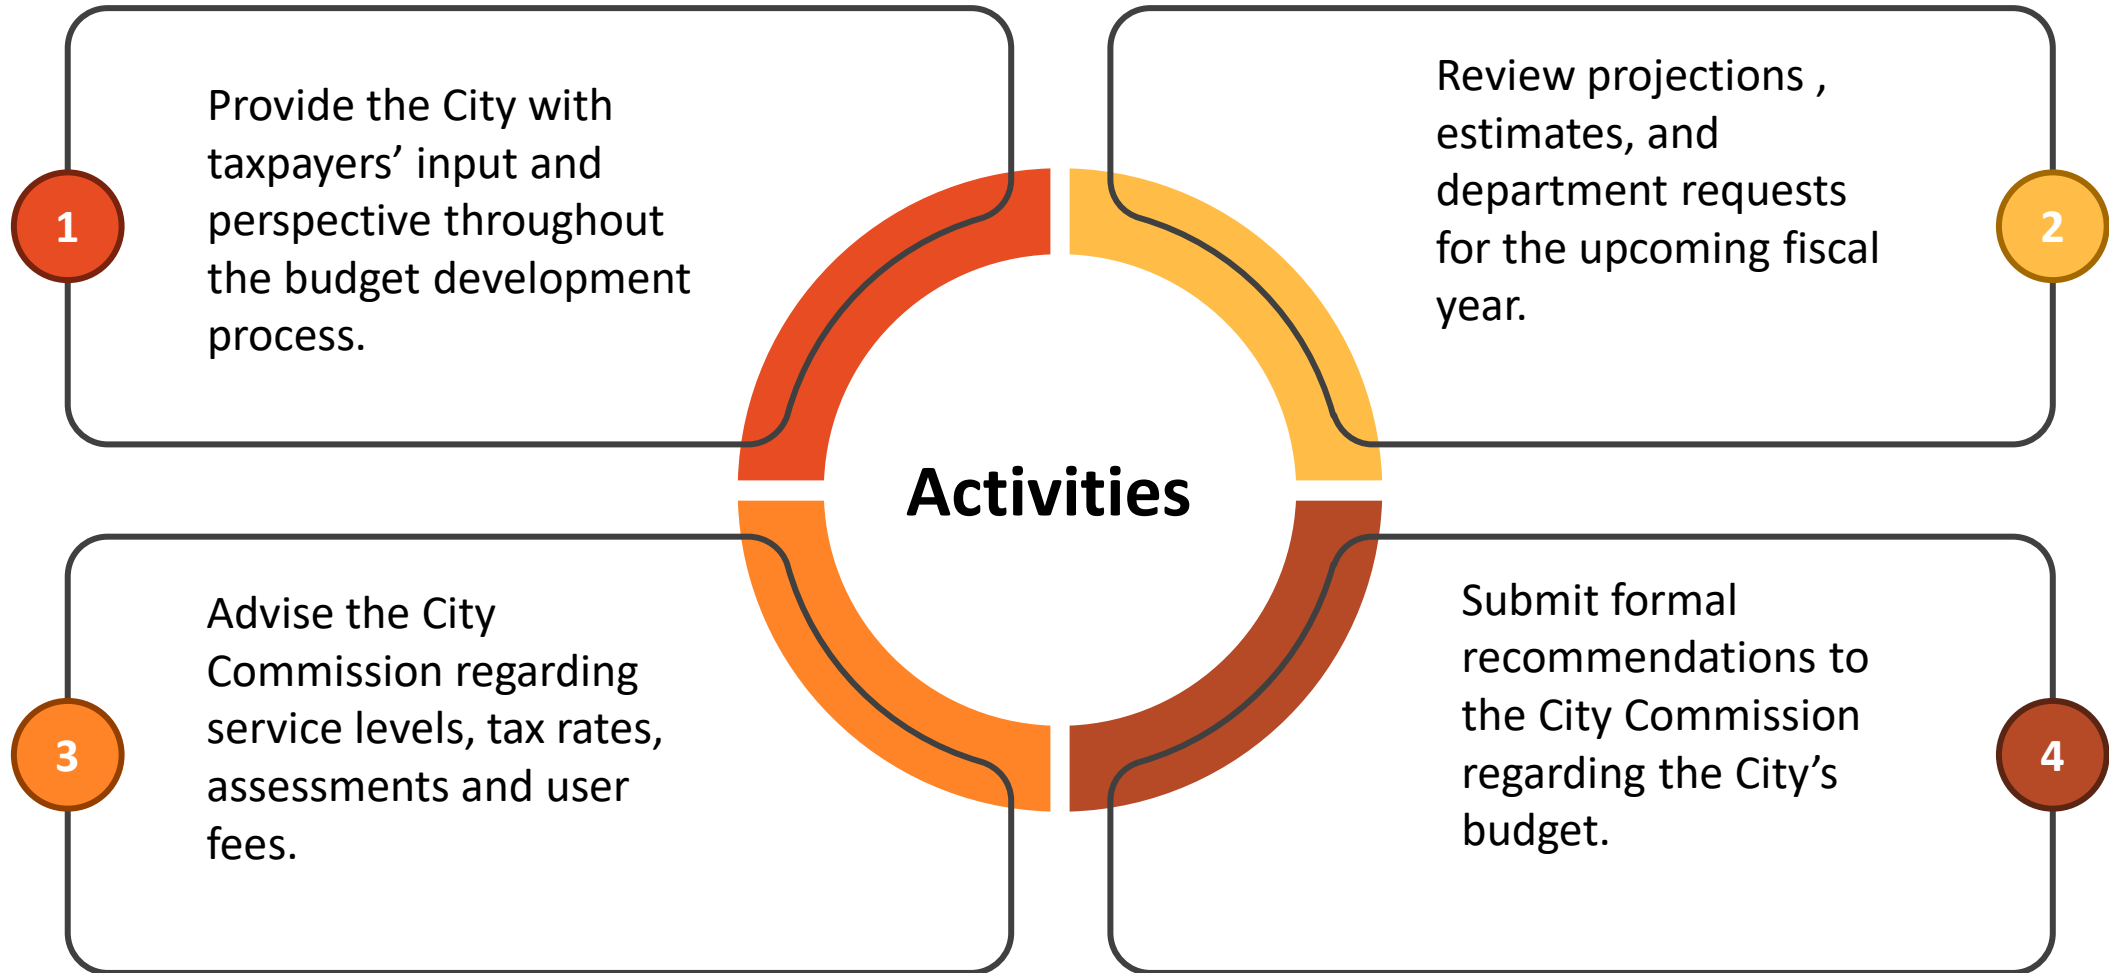 1
Provide the City with
taxpayers’ input and
perspective throughout
the budget development
process.
Review projections ,
estimates, and
department requests
for the upcoming fiscal
year.
2
Activities
3
Advise the City
Commission regarding
service levels, tax rates,
assessments and user
fees.
Submit formal
recommendations to
the City Commission
regarding the City’s
budget.
4